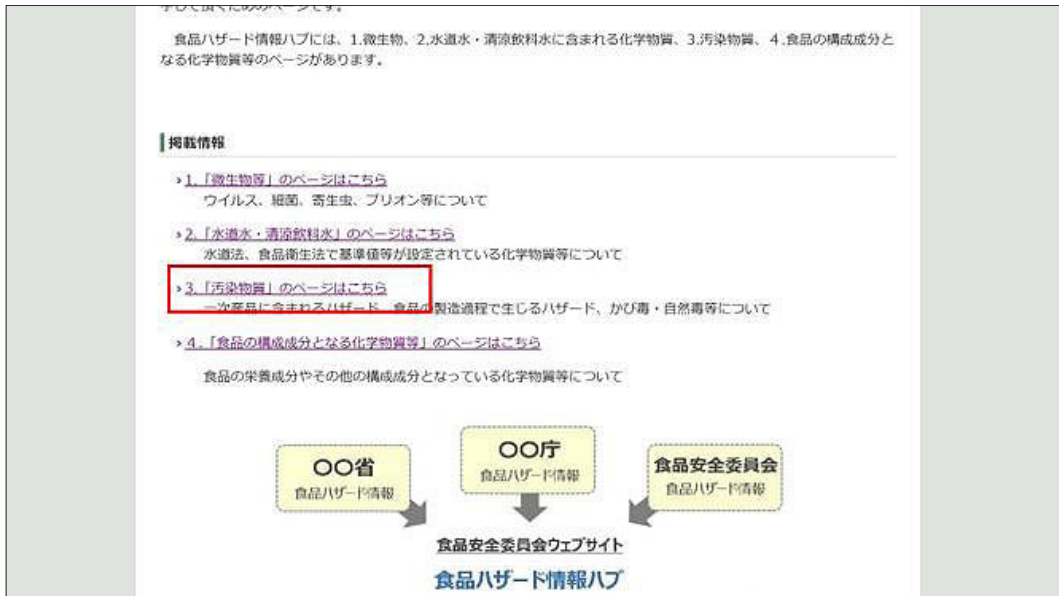 食品ハザード情報ハブには、1.微生物、2.水道水・清涼飲料水に含まれる化学物質、3.汚染物質、４.食品の構成成分と
なる化学物質等のページがあります。
掲載情報
1.「微生物等」のページはこちら
ウイルス、細菌、寄生虫、プリオン等について
2.「水道水・清涼飲料水」のページはこちら
水道法、食品衛生法で基準値等が設定されている化学物質等について
3.「汚染物質」のページはこちら
一次産品に含まれるハザード、食品の製造過程で生じるハザード、かび毒・自然毒等について
４.「食品の構成成分となる化学物質等」のページはこちら
食品の栄養成分やその他の構成成分となっている化学物質等について
〇〇省
食品ハザード情報
〇〇庁
食品ハザード情報
食品安全委員会
食品ハザード情報
食品安全委員会ウェブサイト
食品ハザード情報ハブ